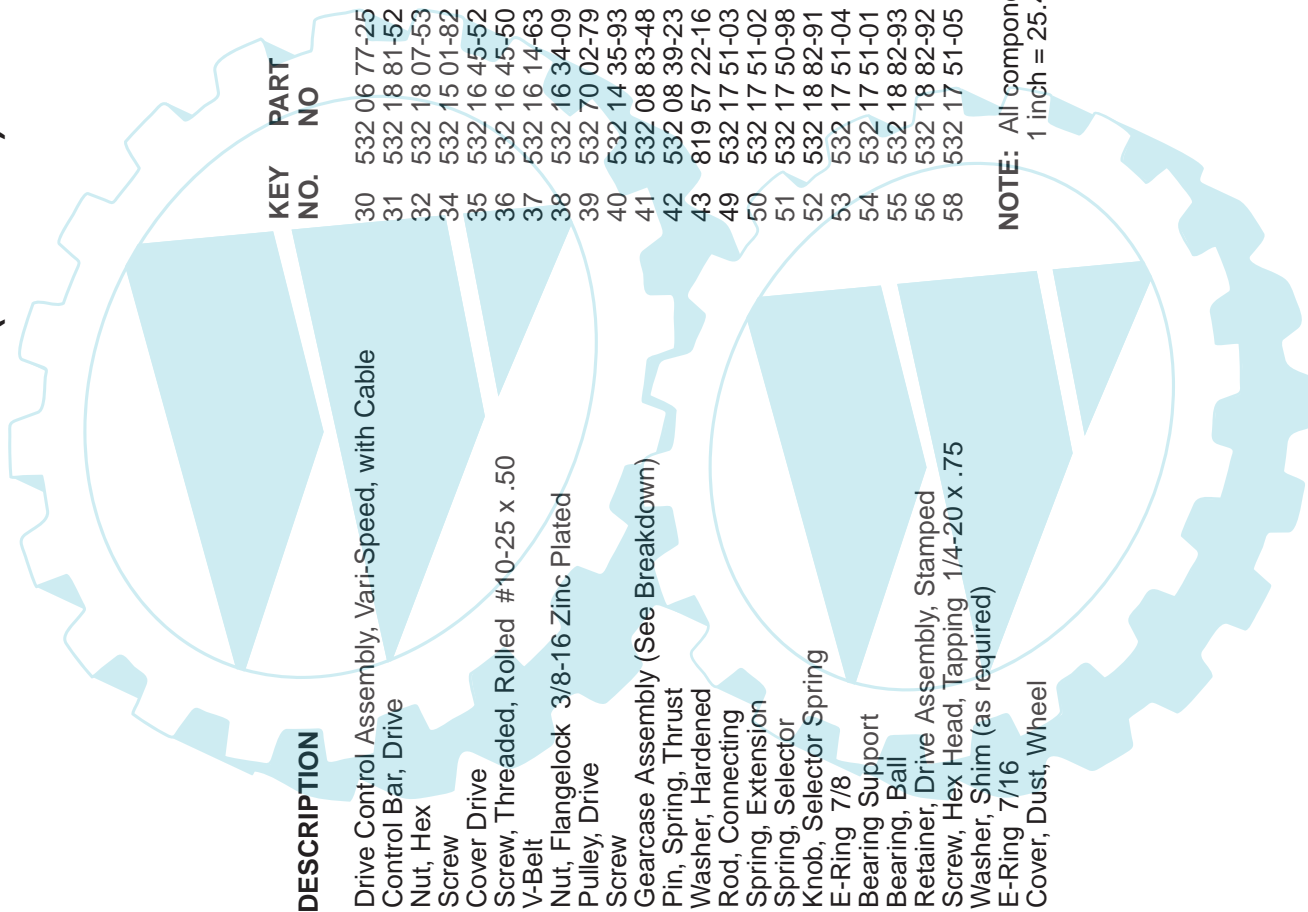 DESCRIPTION
Drive Control Assembly, Vari-Speed, with Cable
Control Bar, Drive
Nut, Hex
Screw
Cover Drive
Screw, Threaded, Rolled #10-25 x .50
V-Belt
Nut, Flangelock 3/8-16 Zinc Plated
Pulley, Drive
Screw
Gearcase Assembly (See Breakdown)
Pin, Spring, Thrust
Washer, Hardened
Rod, Connecting
Spring, Extension
Spring, Selector
Knob, Selector Spring
E-Ring 7/8
Bearing Support
Bearing, Ball
Retainer, Drive Assembly, Stamped
Screw, Hex Head, Tapping 1/4-20 x .75
Washer, Shim (as required)
E-Ring 7/16
Cover, Dust, Wheel
KEY PART
NO. NO
30 532 06 77-25
31 532 18 81-52
32 532 18 07-53
34 532 15 01-82
35 532 16 45-52
36 532 16 45-50
37 532 16 14-63
38 532 16 34-09
39 532 70 02-79
40 532 14 35-93
41 532 08 83-48
42 532 08 39-23
43 819 57 22-16
49 532 17 51-03
50 532 17 51-02
51 532 17 50-98
52 532 18 82-91
53 532 17 51-04
54 532 17 51-01
55 532 18 82-93
56 532 18 82-92
58 532 17 51-05
NOTE: All
1 inch = 25.4